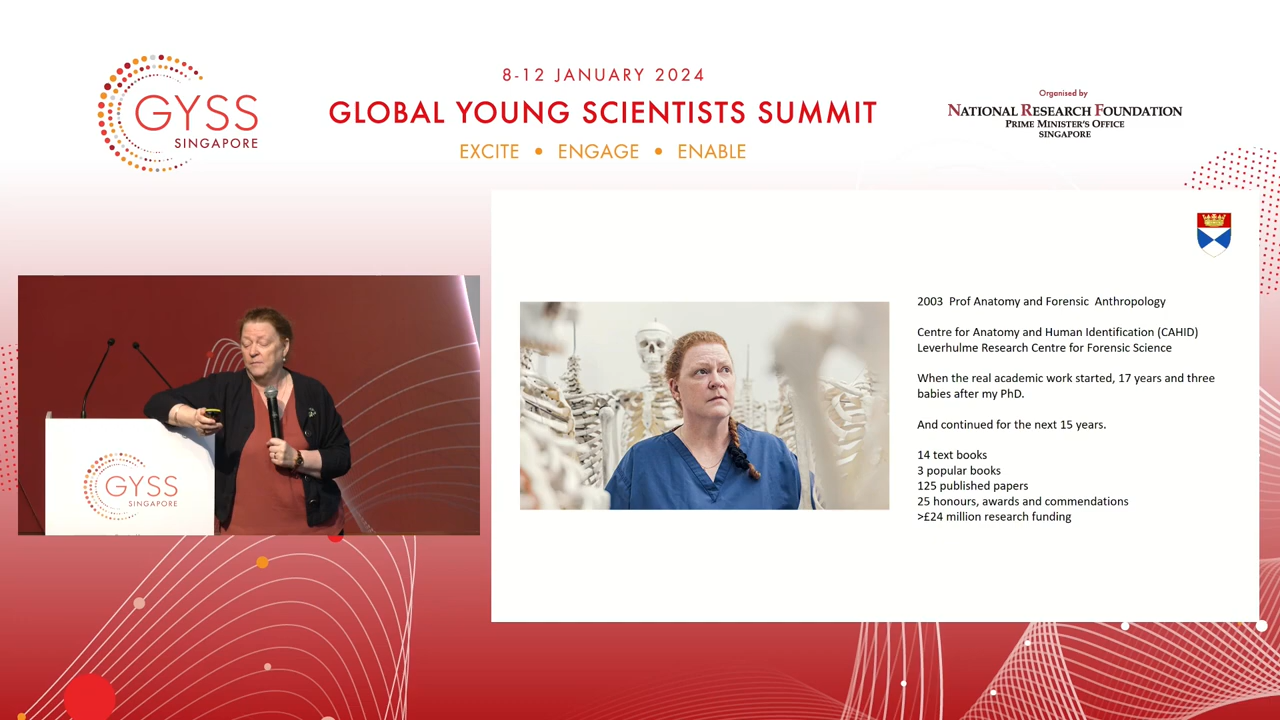 GYSS
SINGAPORE
8-12 JANUARY 2024
GLOBAL YOUNG SCIENTISTS SUMMIT
EXCITE • ENGAGE • ENABLE
Organised by
NATIONAL RESEARCH FOUNDATION
PRIME MINISTER'S OFFICE
SINGAPORE
GYSS
SINGAPORE
2003 Prof Anatomy and Forensic Anthropology
Centre for Anatomy and Human Identification (CAHID)
Leverhulme Research Centre for Forensic Science
When the real academic work started, 17 years and three
babies after my PhD.
And continued for the next 15 years.
14 text books
3 popular books
125 published papers
25 honours, awards and commendations
>£24 million research funding